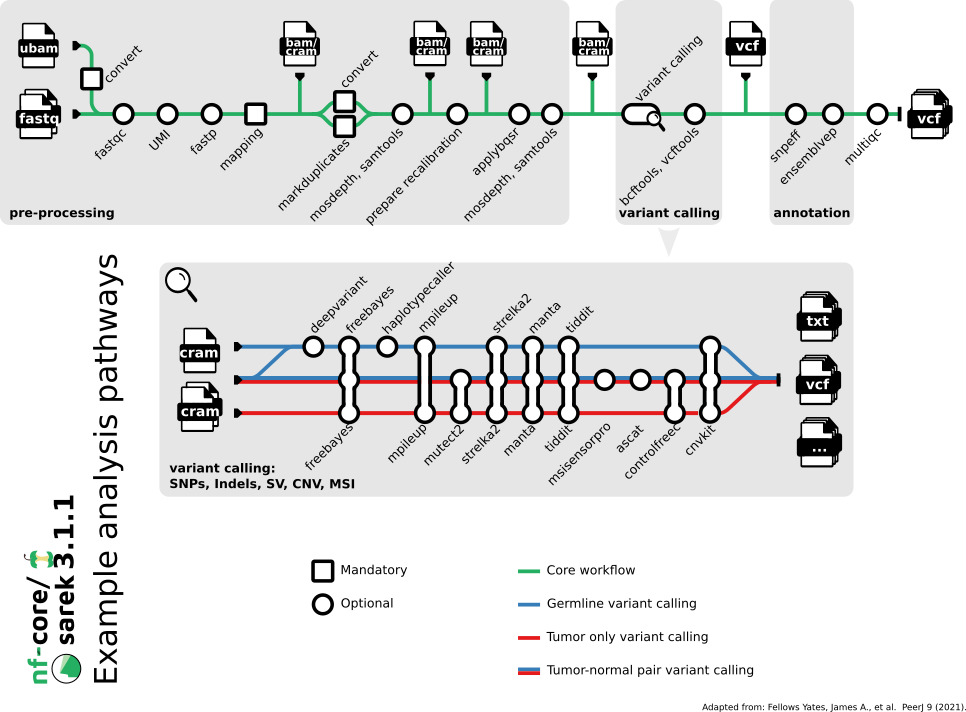 ubam
fastq
convert
fastqc
UMI
fastp
mapping
bam/
cram
convert
markduplicates
mosdepth, samtools
bam/
cram
prepare recalibration
bam/
cram
applybqsr
mosdepth, samtools
bam/
cram
variant calling
bcftools, vcftools
vcf
snpeff
ensemblvep
multiqc
vcf
pre-processing
variant calling
annotation
cram
cram
deepvariant
freebayes
haplotypecaller
mpileup
strelka2
manta
tiddit
freebayes
mpileup
mutect2
strelka2
manta
tiddit
msisensorpro
ascat
controlfreec
cnvkit
txt
vcf
...
variant calling:
SNPs, Indels, SV, CNV, MSI
nf-core/
sarek 3.1.1
Example analysis pathways
Mandatory
Optional
Core workflow
Germline variant calling
Tumor only variant calling
Tumor-normal pair variant calling
Adapted from: Fellows Yates, James A., et al. PeerJ 9 (2021).